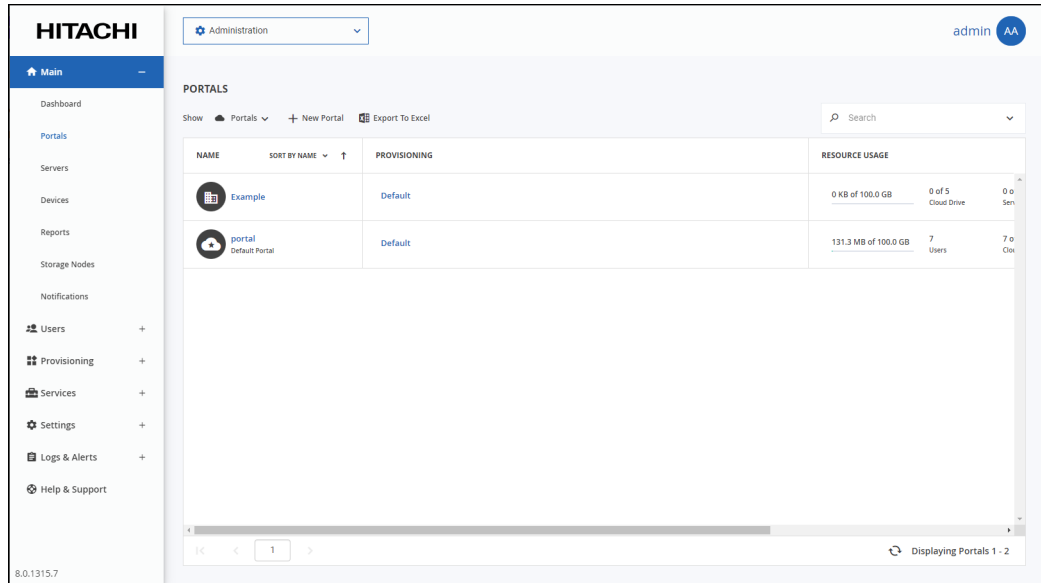 HITACHI
Administration
admin AA
Main
Dashboard
Portals
Servers
Devices
Reports
Storage Nodes
Notifications
Users
Provisioning
Services
Settings
Logs & Alerts
Help & Support
8.0.1315.7
PORTALS
Show Portals New Portal Export To Excel
Search
NAME SORT BY NAME PROVISIONING RESOURCE USAGE
Example Default 0 KB of 100.0 GB 0 of 5
Cloud Drive
portal Default 131.3 MB of 100.0 GB 7
Default Portal Users
1 Displaying Portals 1 - 2